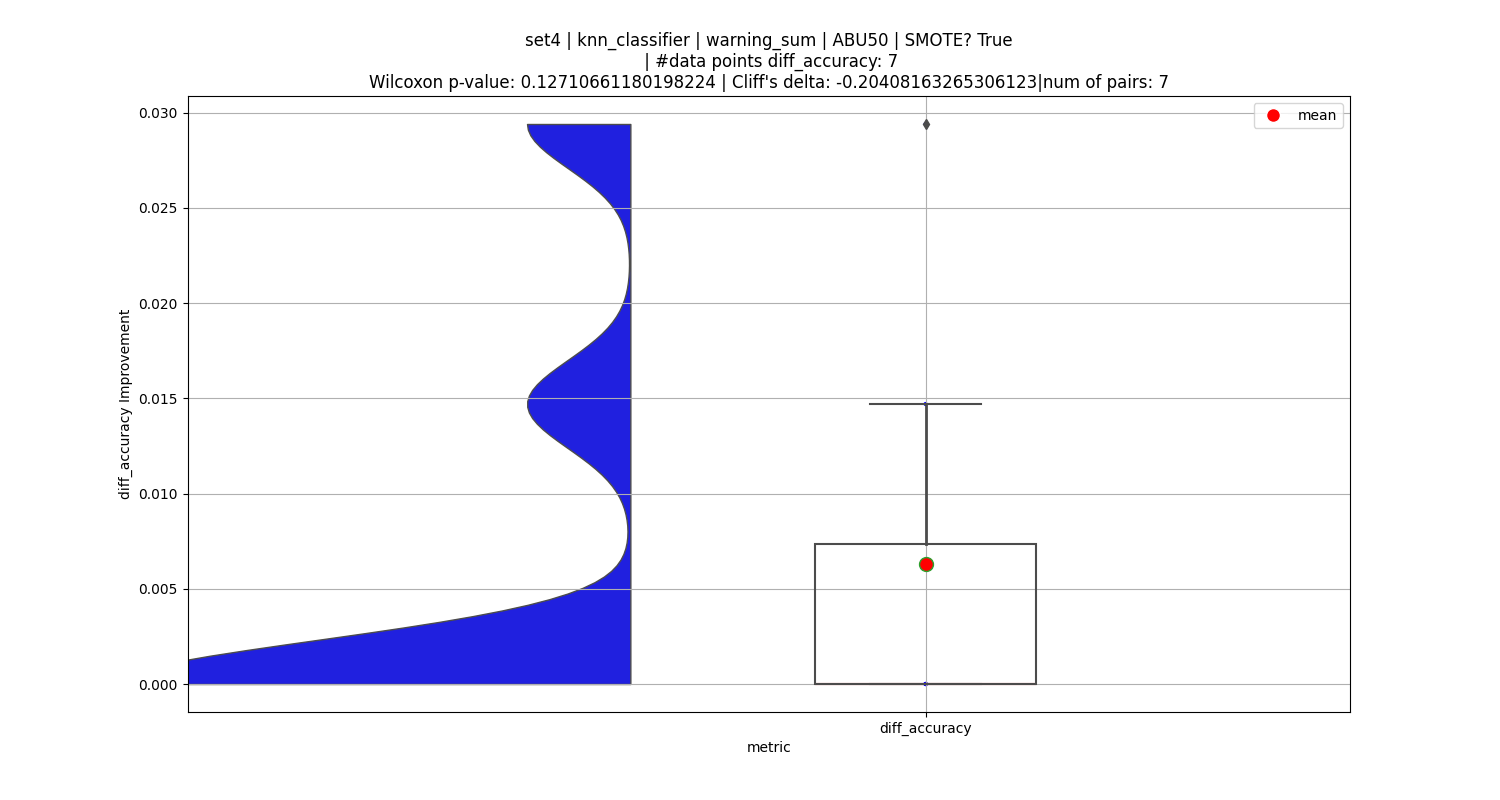 set4 | knn_classifier | warning_sum | ABU50 | SMOTE? True
| #data points diff_accuracy: 7
Wilcoxon p-value: 0.12710661180198224 | Cliff's delta: -0.20408163265306123|num of pairs: 7
mean
0.030
0.025
0.020
0.015
0.010
0.005
0.000
diff_accuracy Improvement
diff_accuracy
metric